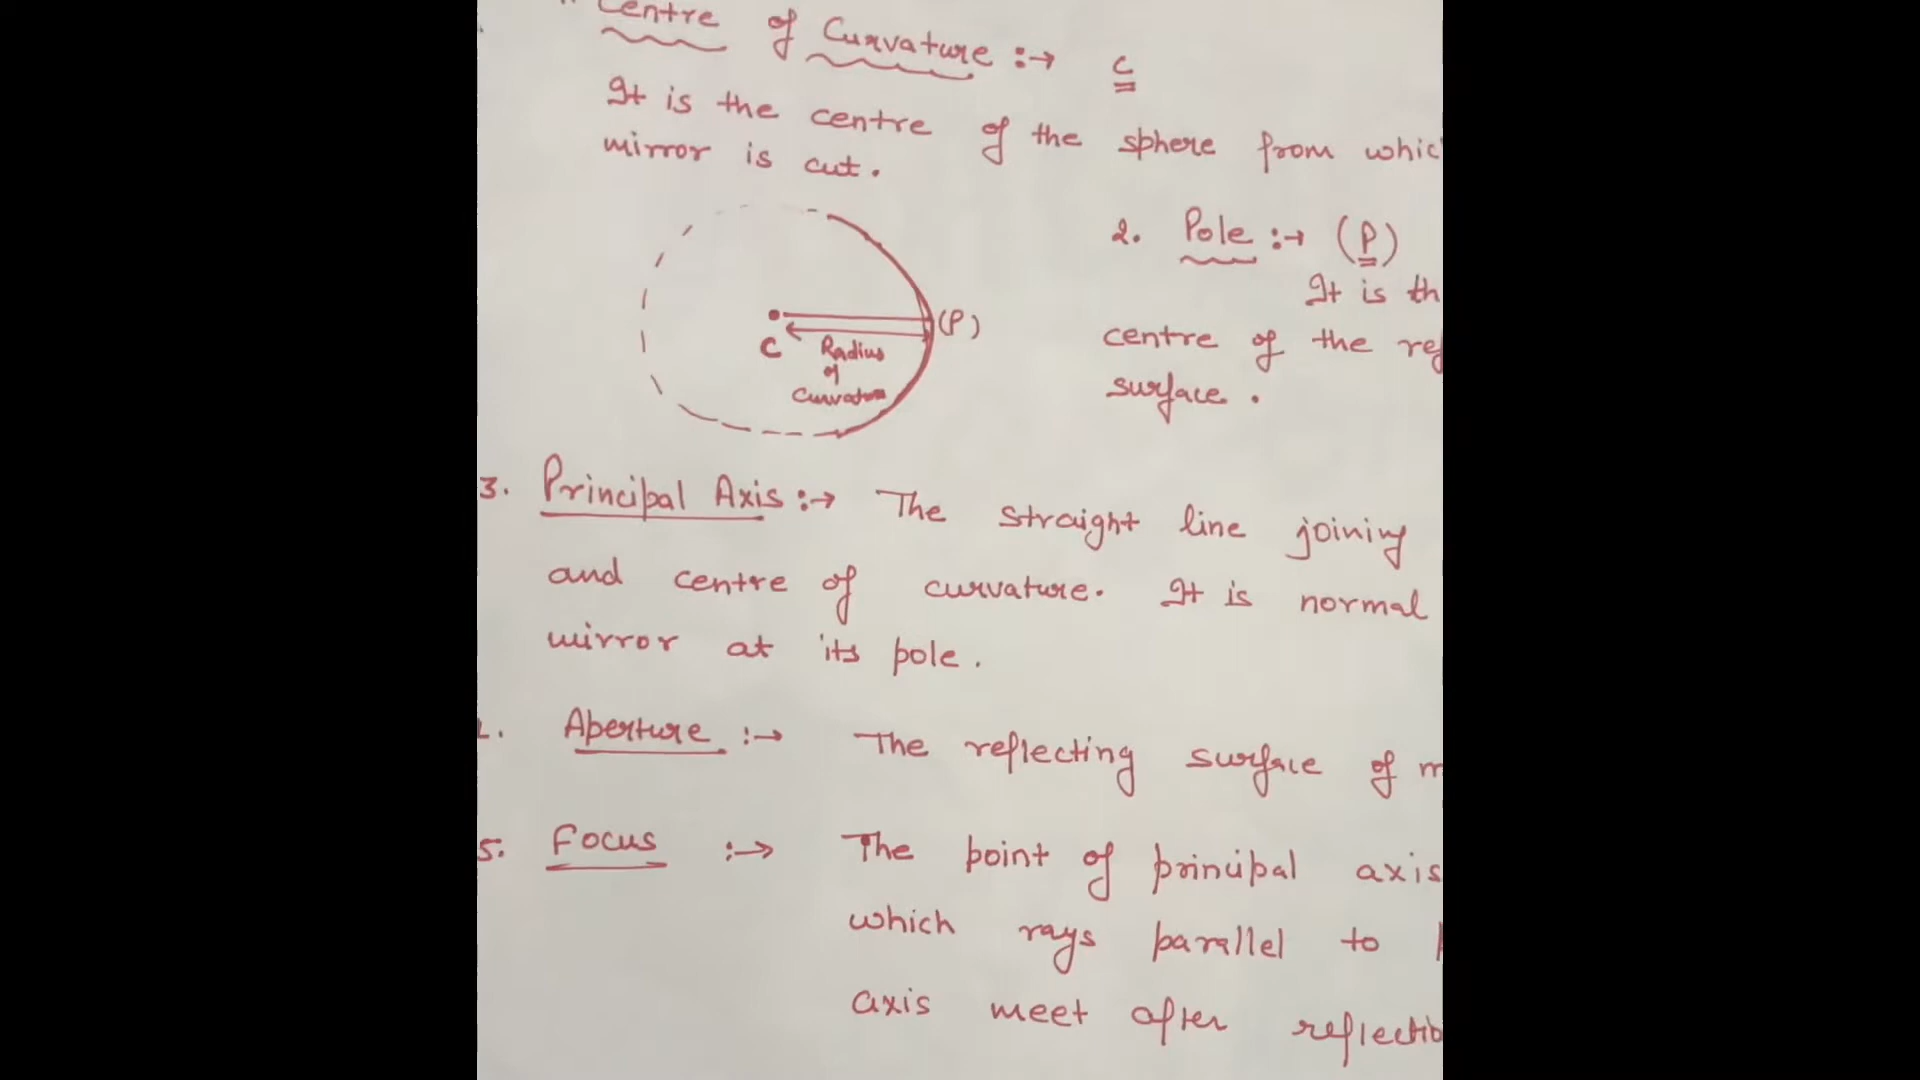 Centre of Curvature :→ C
It is the centre of the sphere from whic
mirror is cut.
2. Pole :→ (P)
It is th
centre of the ref
surface.
(P)
C
Radius
of
Curvature
3. Principal Axis :→ The straight line joining
and centre of curvature. It is normal
mirror at its pole.
Aperture :→ The reflecting surface of m
5. Focus :→ The point of principal axis
which rays parallel to
axis meet after reflectio